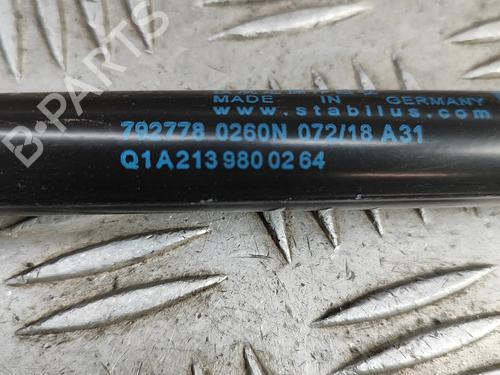 MADE IN GERMANY
www.stabilus.com
792778 0260N 072/18 A31
Q1A213 980 02 64
B-PARTS